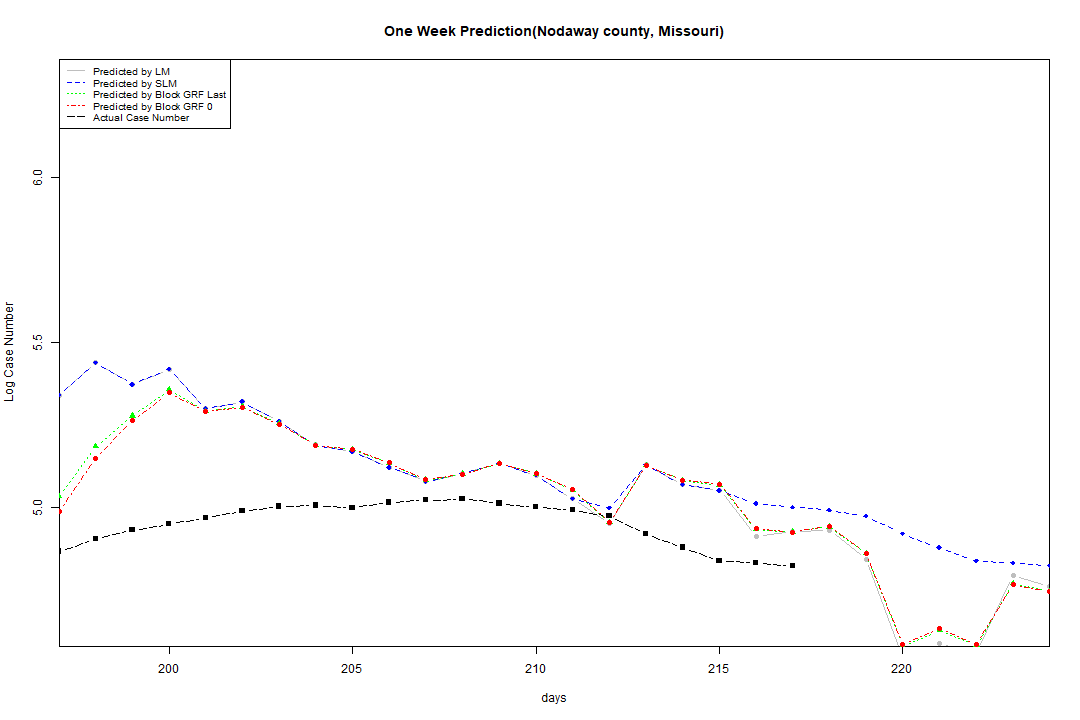 One Week Prediction(Nodaway county, Missouri)
Predicted by LM
Predicted by SLM
Predicted by Block GRF Last
Predicted by Block GRF 0
Actual Case Number
Log Case Number
6.0
5.5
5.0
200 205 210 215 220
days